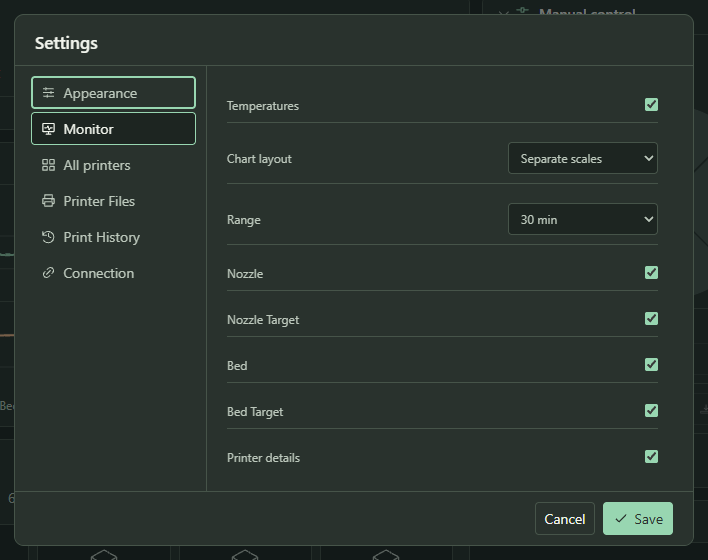 Manual control
Settings
Appearance
Monitor
All printers
Printer Files
Print History
Connection
Temperatures
Chart layout
Separate scales
Range
30 min
Nozzle
Nozzle Target
Bed
Bed Target
Printer details
Cancel
Save